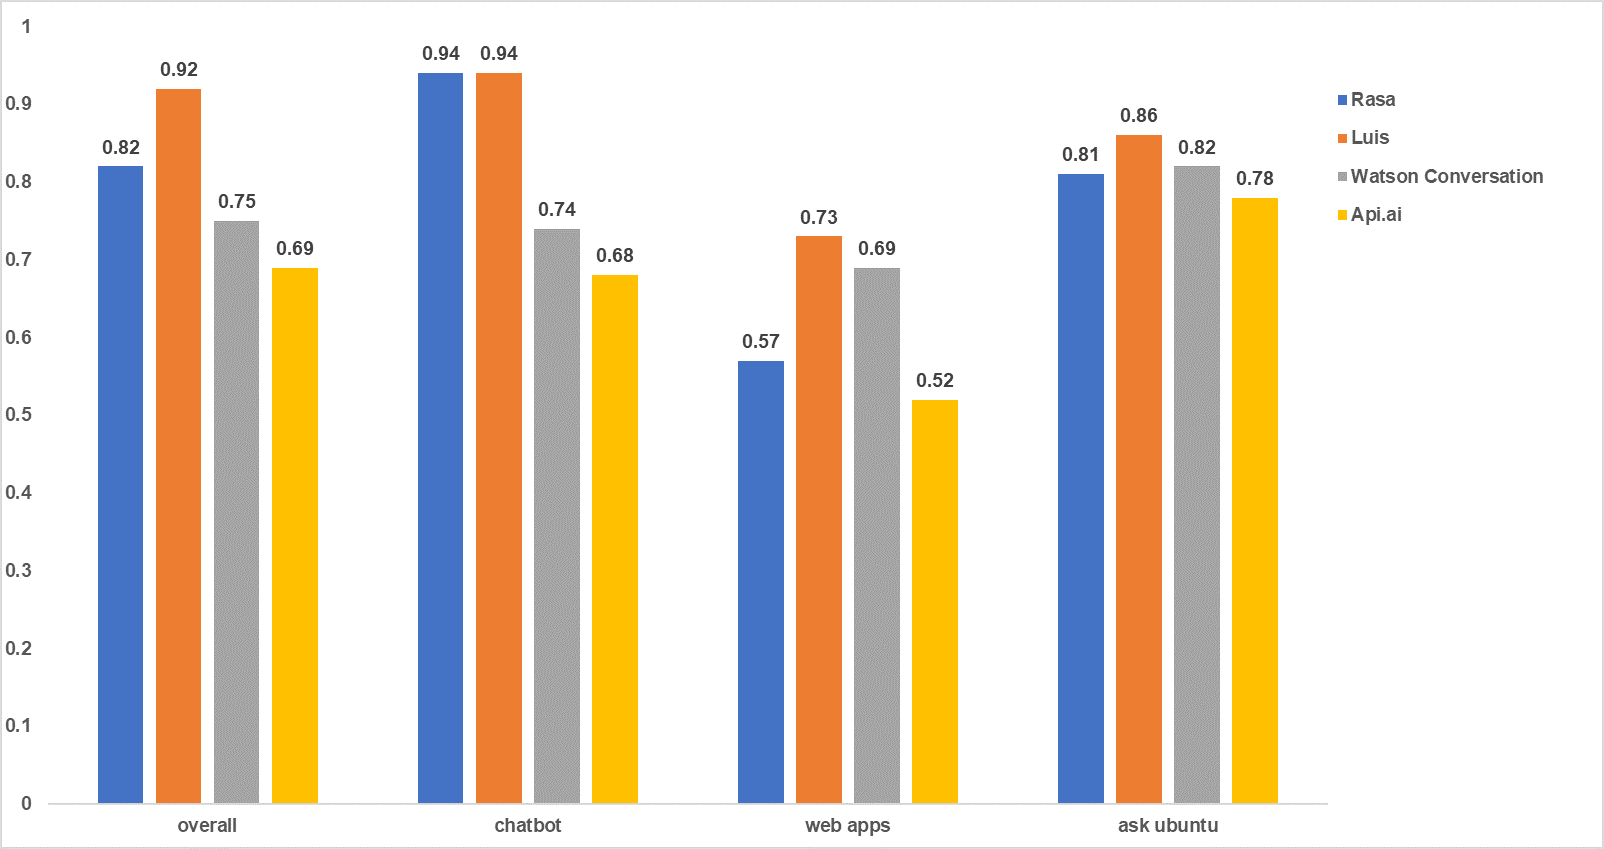 1
0.9
0.8
0.7
0.6
0.5
0.4
0.3
0.2
0.1
0
0.82 0.92 0.75 0.69
0.94 0.94 0.74 0.68
0.57 0.73 0.69 0.52
0.81 0.86 0.82 0.78
overall chatbot web apps ask ubuntu
Rasa
Luis
Watson Conversation
Api.ai